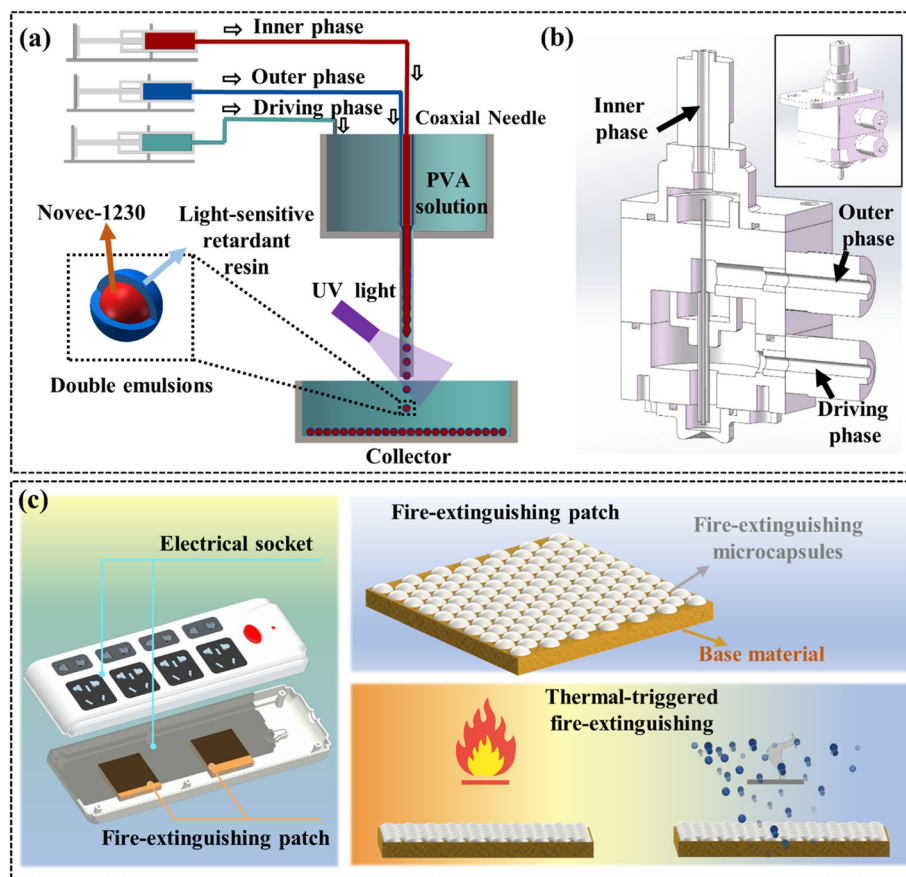 (a)
Inner phase
Outer phase
Driving phase
Coaxial Needle
PVA
solution
Novec-1230
Light-sensitive
retardant
resin
UV light
Double emulsions
Collector
(b)
Inner
phase
Outer
phase
Driving
phase
(c)
Electrical socket
Fire-extinguishing patch
Fire-extinguishing patch
Fire-extinguishing
microcapsules
Base material
Thermal-triggered
fire-extinguishing